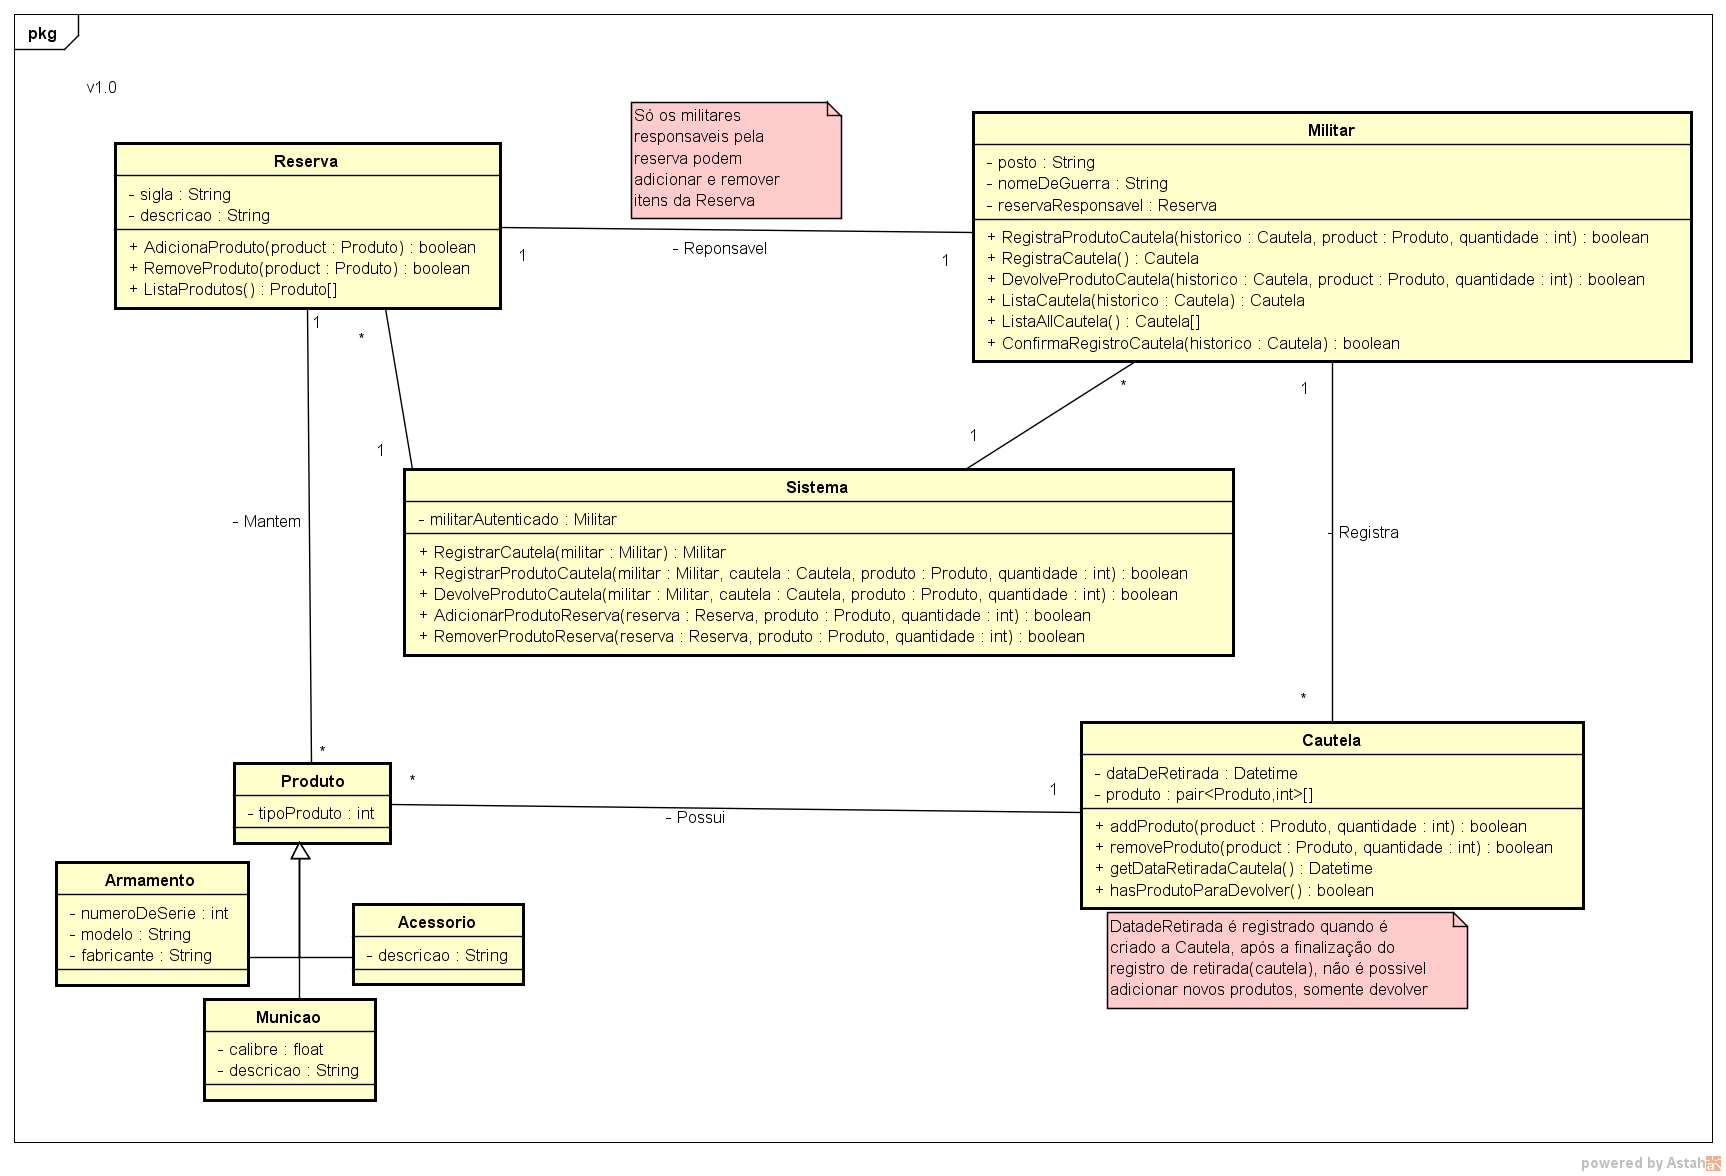 pkg
v1.0
Só os militares
responsaveis pela
reserva podem
adicionar e remover
itens da Reserva
Reserva
- sigla : String
- descricao : String
+ AdicionaProduto(product : Produto) : boolean
+ RemoveProduto(product : Produto) : boolean
+ ListaProdutos() : Produto[]
Militar
- posto : String
- nomeDeGuerra : String
- reservaResponsavel : Reserva
+ RegistraProdutoCautela(historico : Cautela, product : Produto, quantidade : int) : boolean
+ RegistraCautela() : Cautela
+ DevolveProdutoCautela(historico : Cautela, product : Produto, quantidade : int) : boolean
+ ListaCautela(historico : Cautela) : Cautela
+ ListaAllCautela() : Cautela[]
+ ConfirmaRegistroCautela(historico : Cautela) : boolean
- Reponsavel
1
1
1
*
*
1
1
1
Sistema
- militarAutenticado : Militar
+ RegistrarCautela(militar : Militar) : Militar
+ RegistrarProdutoCautela(militar : Militar, cautela : Cautela, produto : Produto, quantidade : int) : boolean
+ DevolveProdutoCautela(militar : Militar, cautela : Cautela, produto : Produto, quantidade : int) : boolean
+ AdicionarProdutoReserva(reserva : Reserva, produto : Produto, quantidade : int) : boolean
+ RemoverProdutoReserva(reserva : Reserva, produto : Produto, quantidade : int) : boolean
- Mantem
- Registra
*
*
*
1
Produto
- tipoProduto : int
- Possui
Cautela
- dataDeRetirada : Datetime
- produto : pair<Produto,int>[]
+ addProduto(product : Produto, quantidade : int) : boolean
+ removeProduto(product : Produto, quantidade : int) : boolean
+ getDataRetiradaCautela() : Datetime
+ hasProdutoParaDevolver() : boolean
DatadeRetirada é registrado quando é
criado a Cautela, após a finalização do
registro de retirada(cautela), não é possivel
adicionar novos produtos, somente devolver
Armamento
- numeroDeSerie : int
- modelo : String
- fabricante : String
Acessorio
- descricao : String
Municao
- calibre : float
- descricao : String
powered by Astah